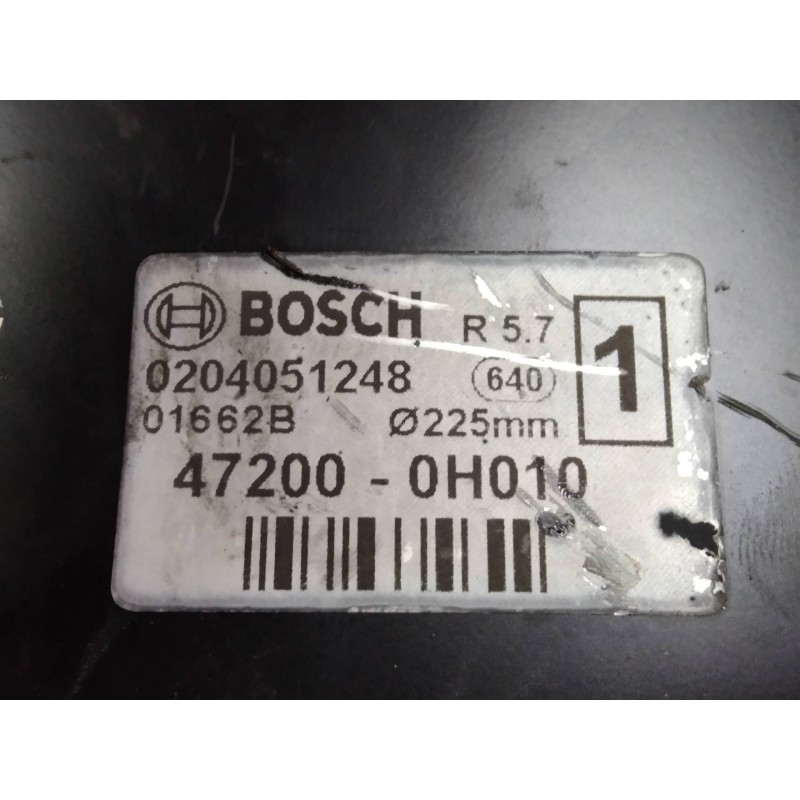 BOSCH R 5.7 1
0204051248 640
01662B Ø225mm
47200 - 0H010